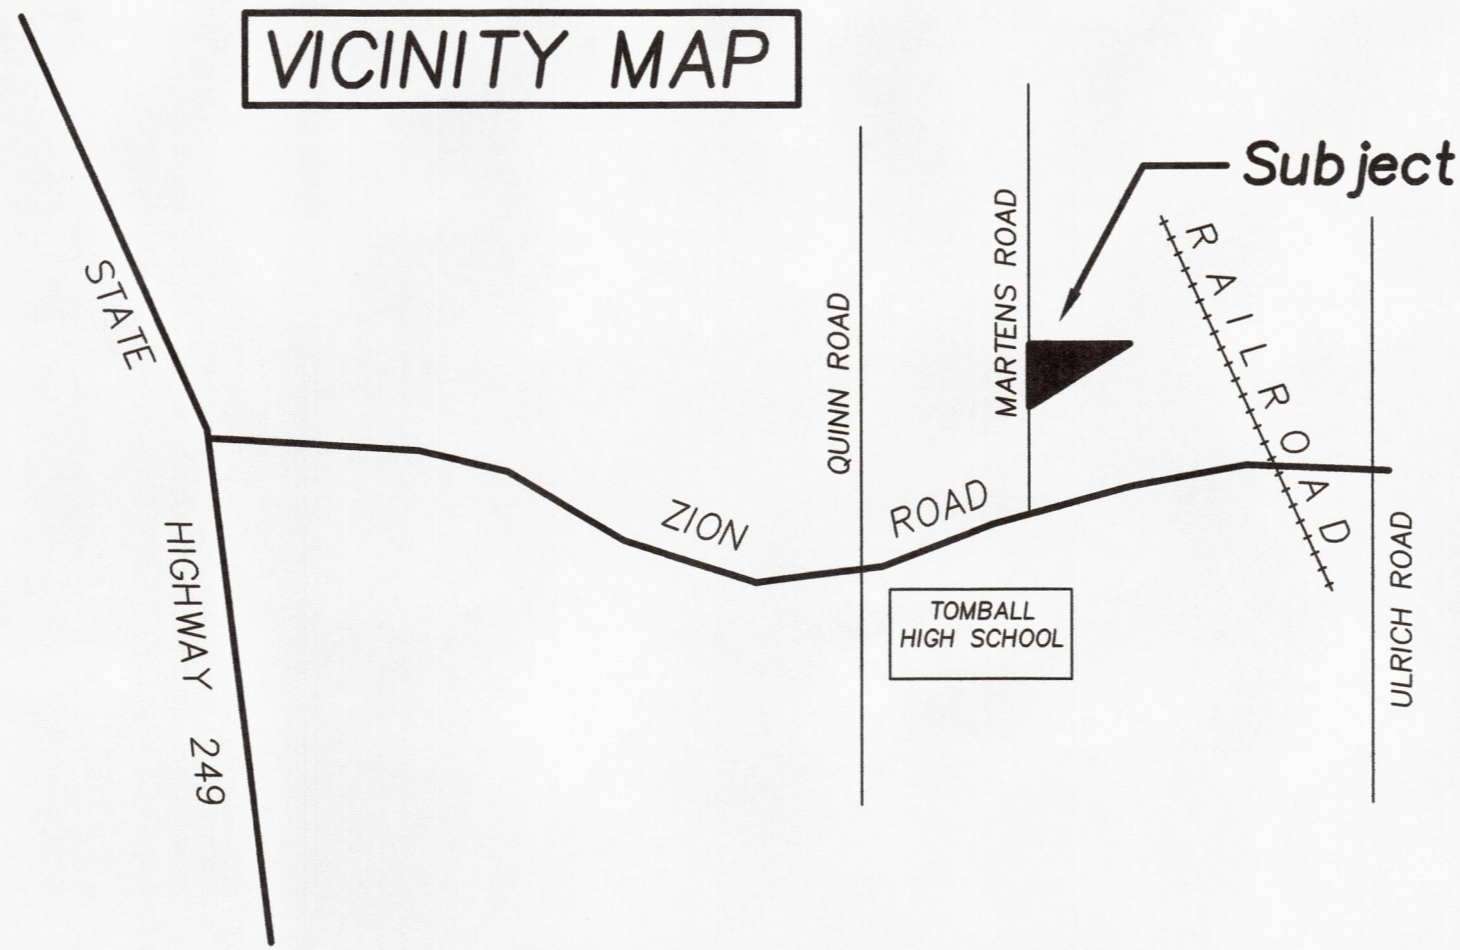 VICINITY MAP
Subject
STATE
HIGHWAY 249
ZION
ROAD
QUINN ROAD
MARTENS ROAD
RAILROAD
ULRICH ROAD
TOMBALL
HIGH SCHOOL